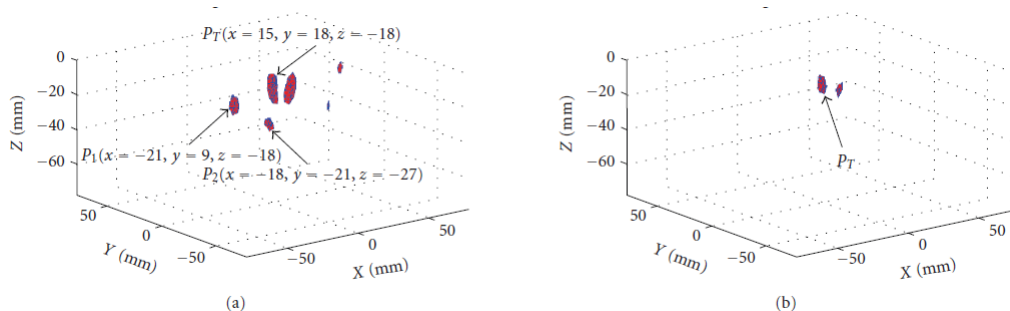 P_T(x = 15, y = 18, z = −18)
0
−20
−40
−60
Z (mm)
P_1(x = −21, y = 9, z = −18)
P_2(x = −18, y = −21, z = −27)
50
0
−50
Y (mm)
−50
0
50
X (mm)
(a)
0
−20
−40
−60
Z (mm)
P_T
50
0
−50
Y (mm)
−50
0
50
X (mm)
(b)